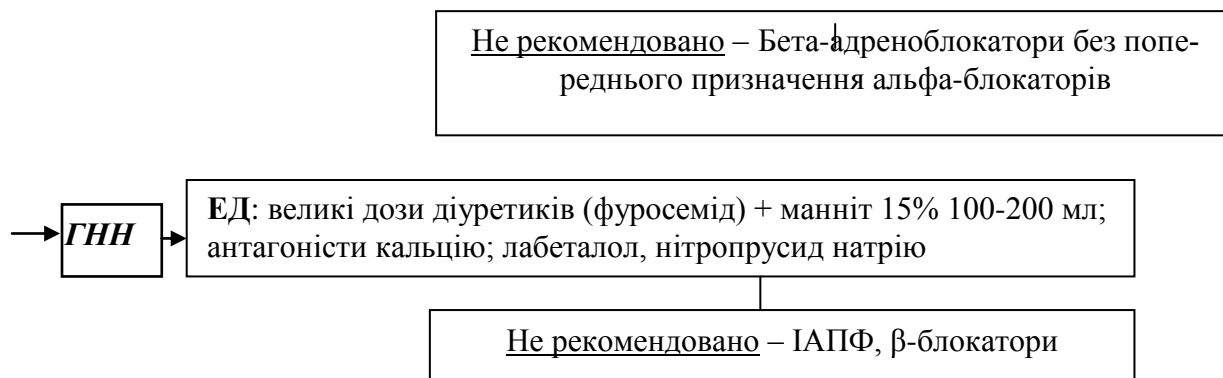 Не рекомендовано – Бета-адреноблокатори без попе-
реднього призначення альфа-блокаторів
ГНН
ЕД: великі дози діуретиків (фуросемід) + манніт 15% 100-200 мл;
антагоністи кальцію; лабеталол, нітропрусид натрію
Не рекомендовано – ІАПФ, β-блокатори